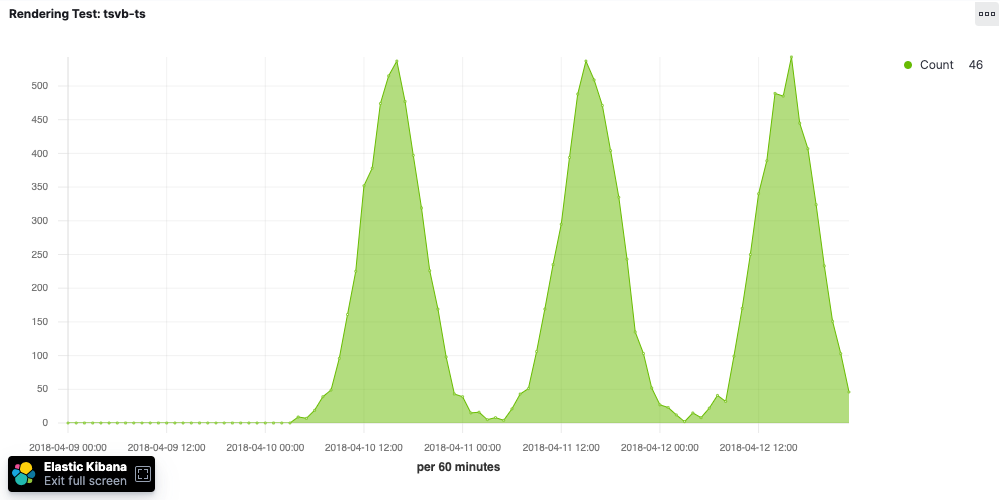 Rendering Test: tsvb-ts
Count 46
500
450
400
350
300
250
200
150
100
50
0
2018-04-09 00:00 2018-04-09 12:00 2018-04-10 00:00 2018-04-10 12:00 2018-04-11 00:00 2018-04-11 12:00 2018-04-12 00:00 2018-04-12 12:00
per 60 minutes
Elastic Kibana
Exit full screen